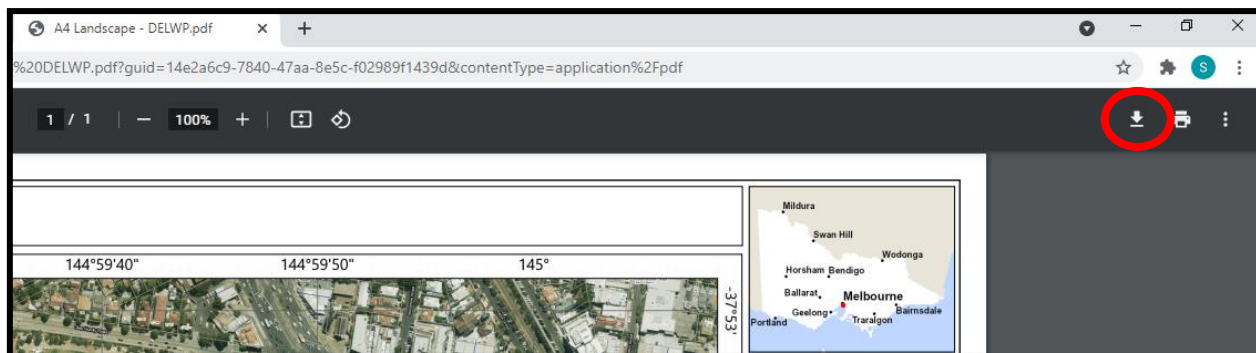 A4 Landscape - DELWP.pdf
%20DELWP.pdf?guid=14e2a6c9-7840-47aa-8e5c-f02989f1439d&contentType=application%2Fpdf
S
1 / 1 | − 100% + |
Mildura
Swan Hill
Wodonga
Horsham Bendigo
Ballarat
Melbourne
Geelong
Bairnsdale
Portland
Traralgon
144°59'40" 144°59'50" 145°
-37°53'